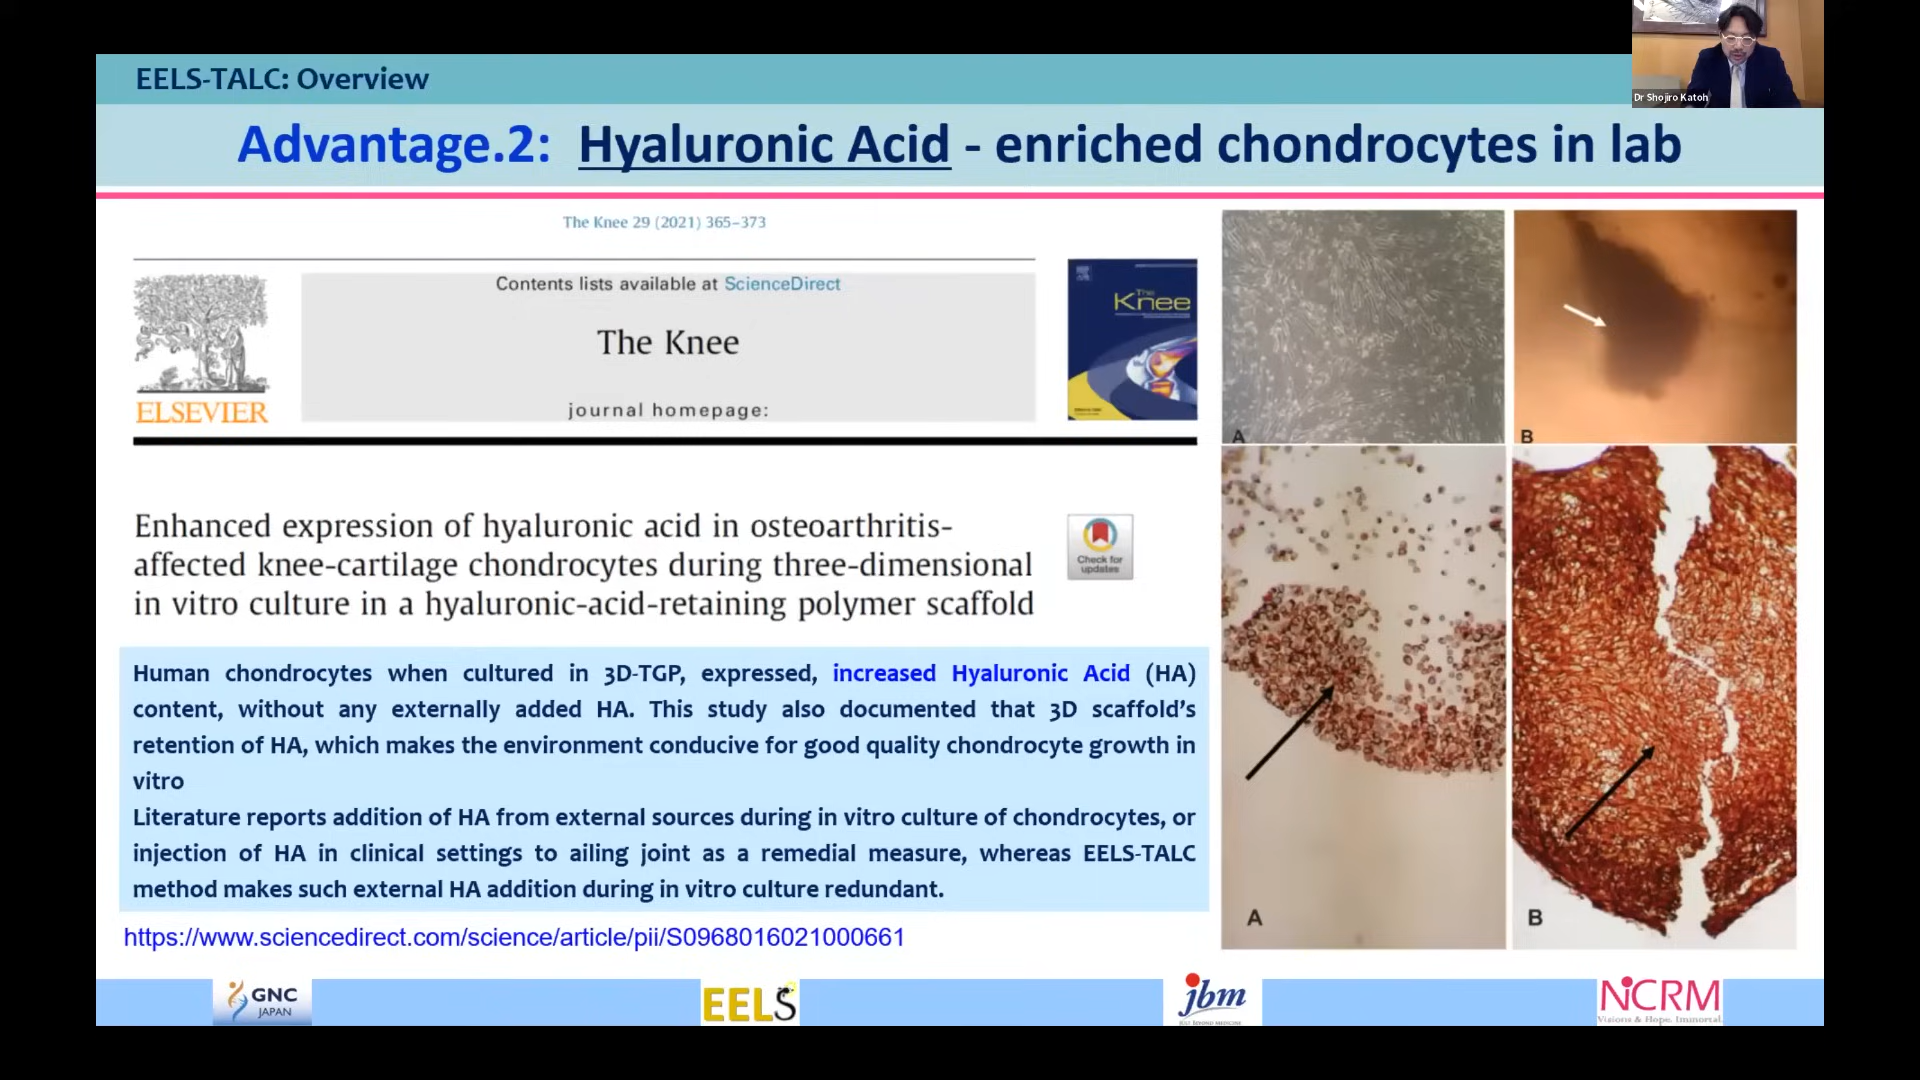 Dr Shojiro Katoh
EELS-TALC: Overview
Advantage.2: Hyaluronic Acid - enriched chondrocytes in lab
The Knee 29 (2021) 365–373
Contents lists available at ScienceDirect
The Knee
journal homepage:
ELSEVIER
The
Knee
Enhanced expression of hyaluronic acid in osteoarthritis-
affected knee-cartilage chondrocytes during three-dimensional
in vitro culture in a hyaluronic-acid-retaining polymer scaffold
Check for
updates
Human chondrocytes when cultured in 3D-TGP, expressed, increased Hyaluronic Acid (HA)
content, without any externally added HA. This study also documented that 3D scaffold's
retention of HA, which makes the environment conducive for good quality chondrocyte growth in
vitro
Literature reports addition of HA from external sources during in vitro culture of chondrocytes, or
injection of HA in clinical settings to ailing joint as a remedial measure, whereas EELS-TALC
method makes such external HA addition during in vitro culture redundant.
https://www.sciencedirect.com/science/article/pii/S0968016021000661
A
B
A
B
GNC
JAPAN
EELS
jbm
NCRM
Visions & Hope. Immortal.